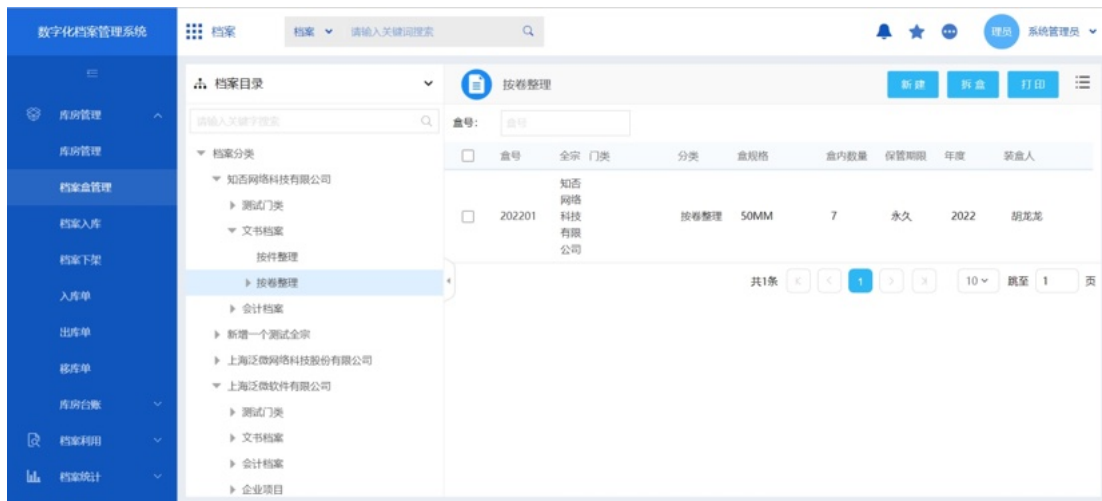 数字化档案管理系统
档案
档案
请输入关键词搜索
理员
系统管理员
库房管理
库房管理
档案盒管理
档案入库
档案下架
入库单
出库单
移库单
库房台账
档案利用
档案统计
档案目录
请输入关键字搜索
档案分类
知否网络科技有限公司
测试门类
文书档案
按件整理
按卷整理
会计档案
新增一个测试全宗
上海泛微网络科技股份有限公司
上海泛微软件有限公司
测试门类
文书档案
会计档案
企业项目
按卷整理
新建
拆盒
打印
盒号:
盒号
盒号 全宗 门类 分类 盒规格 盒内数量 保管期限 年度 装盒人
202201 知否 按卷整理 50MM 7 永久 2022 胡龙龙
网络
科技
有限
公司
共1条 1 10 跳至 1 页